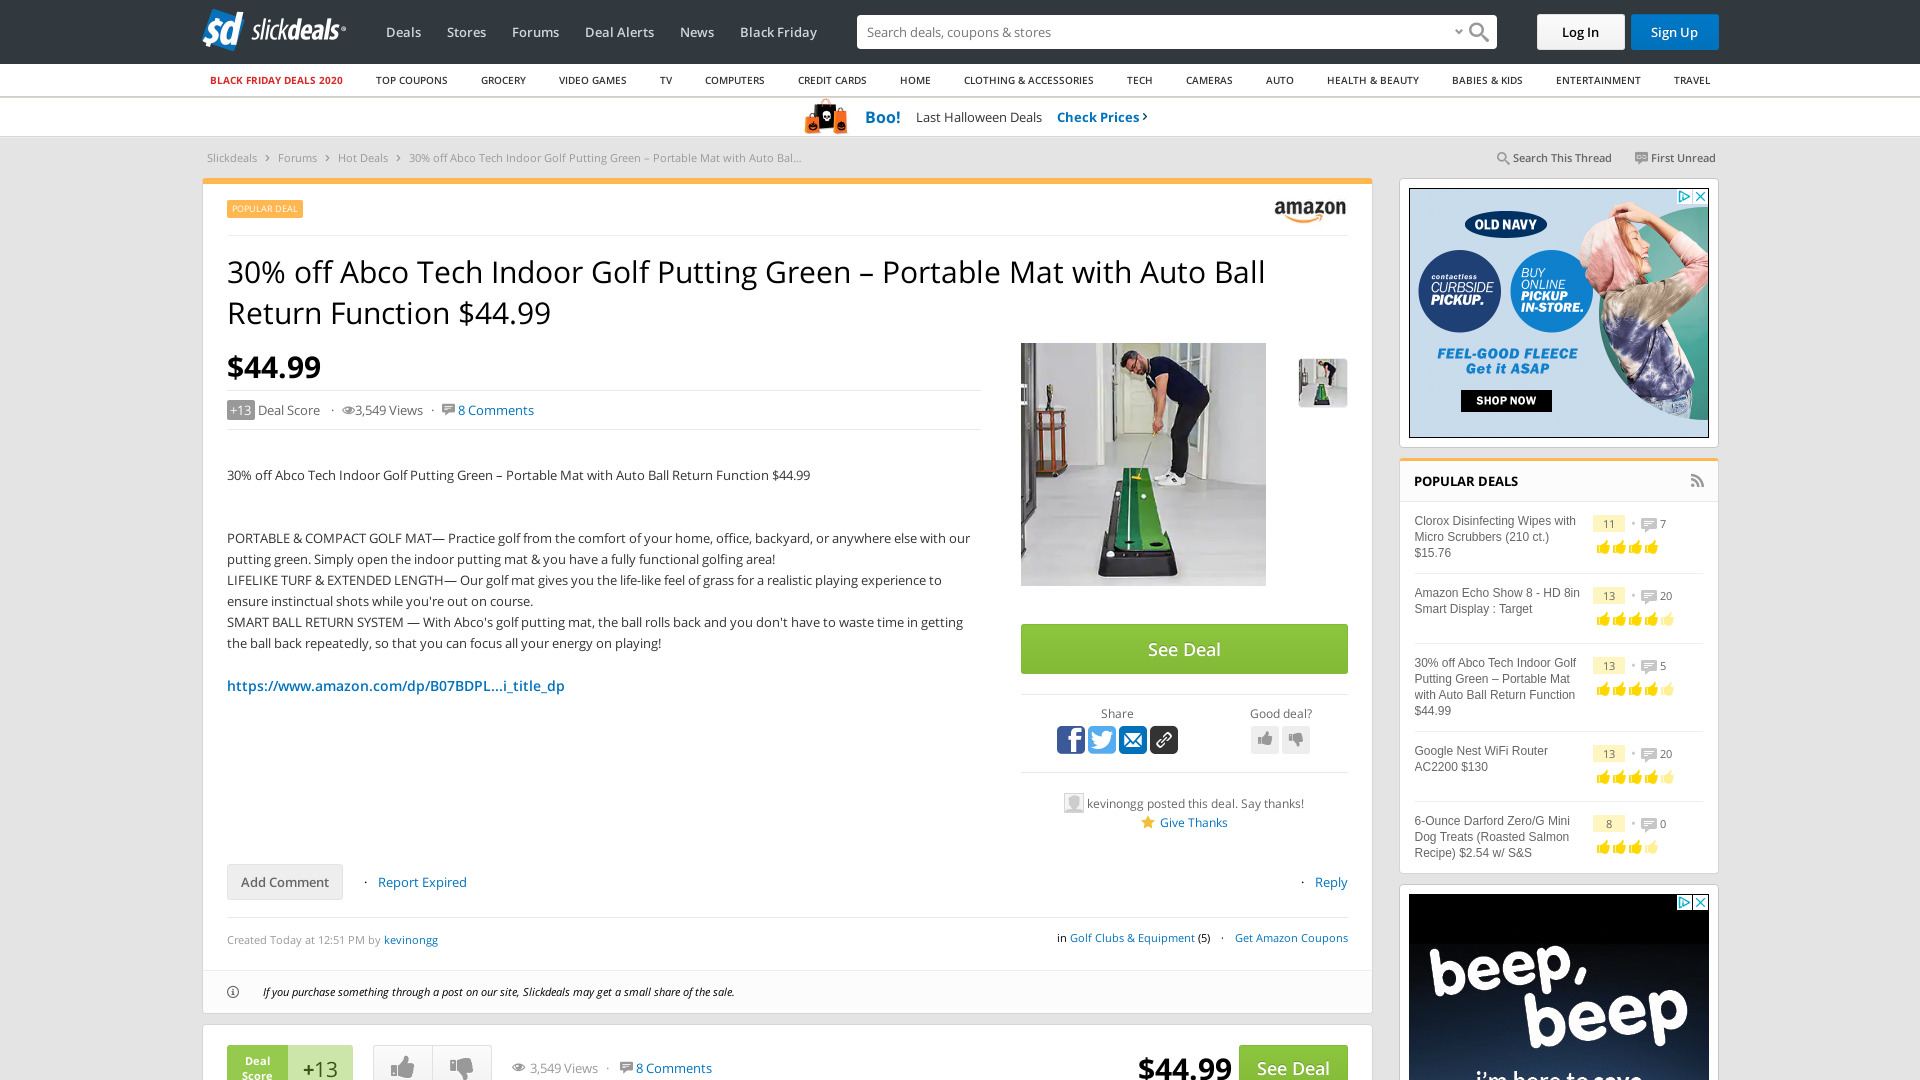 slickdeals
Deals
Stores
Forums
Deal Alerts
News
Black Friday
Search deals, coupons & stores
Log In
Sign Up
BLACK FRIDAY DEALS 2020
TOP COUPONS
GROCERY
VIDEO GAMES
TV
COMPUTERS
CREDIT CARDS
HOME
CLOTHING & ACCESSORIES
TECH
CAMERAS
AUTO
HEALTH & BEAUTY
BABIES & KIDS
ENTERTAINMENT
TRAVEL
Boo! Last Halloween Deals Check Prices ›
Slickdeals › Forums › Hot Deals › 30% off Abco Tech Indoor Golf Putting Green – Portable Mat with Auto Bal...
Search This Thread
First Unread
POPULAR DEAL
amazon
30% off Abco Tech Indoor Golf Putting Green – Portable Mat with Auto Ball
Return Function $44.99
$44.99
+13 Deal Score · 3,549 Views · 8 Comments
30% off Abco Tech Indoor Golf Putting Green – Portable Mat with Auto Ball Return Function $44.99
PORTABLE & COMPACT GOLF MAT— Practice golf from the comfort of your home, office, backyard, or anywhere else with our
putting green. Simply open the indoor putting mat & you have a fully functional golfing area!
LIFELIKE TURF & EXTENDED LENGTH— Our golf mat gives you the life-like feel of grass for a realistic playing experience to
ensure instinctual shots while you're out on course.
SMART BALL RETURN SYSTEM — With Abco's golf putting mat, the ball rolls back and you don't have to waste time in getting
the ball back repeatedly, so that you can focus all your energy on playing!
https://www.amazon.com/dp/B07BDPL...i_title_dp
See Deal
Share
Good deal?
kevinongg posted this deal. Say thanks!
Give Thanks
Add Comment
· Report Expired
· Reply
Created Today at 12:51 PM by kevinongg
in Golf Clubs & Equipment (5) · Get Amazon Coupons
If you purchase something through a post on our site, Slickdeals may get a small share of the sale.
Deal
Score
+13
3,549 Views · 8 Comments
$44.99
See Deal
OLD NAVY
contactless
CURBSIDE
PICKUP.
BUY
ONLINE
PICKUP
IN-STORE.
FEEL-GOOD FLEECE
Get it ASAP
SHOP NOW
POPULAR DEALS
Clorox Disinfecting Wipes with
Micro Scrubbers (210 ct.)
$15.76
11 • 7
Amazon Echo Show 8 - HD 8in
Smart Display : Target
13 • 20
30% off Abco Tech Indoor Golf
Putting Green – Portable Mat
with Auto Ball Return Function
$44.99
13 • 5
Google Nest WiFi Router
AC2200 $130
13 • 20
6-Ounce Darford Zero/G Mini
Dog Treats (Roasted Salmon
Recipe) $2.54 w/ S&S
8 • 0
beep,
beep
i'm here to save